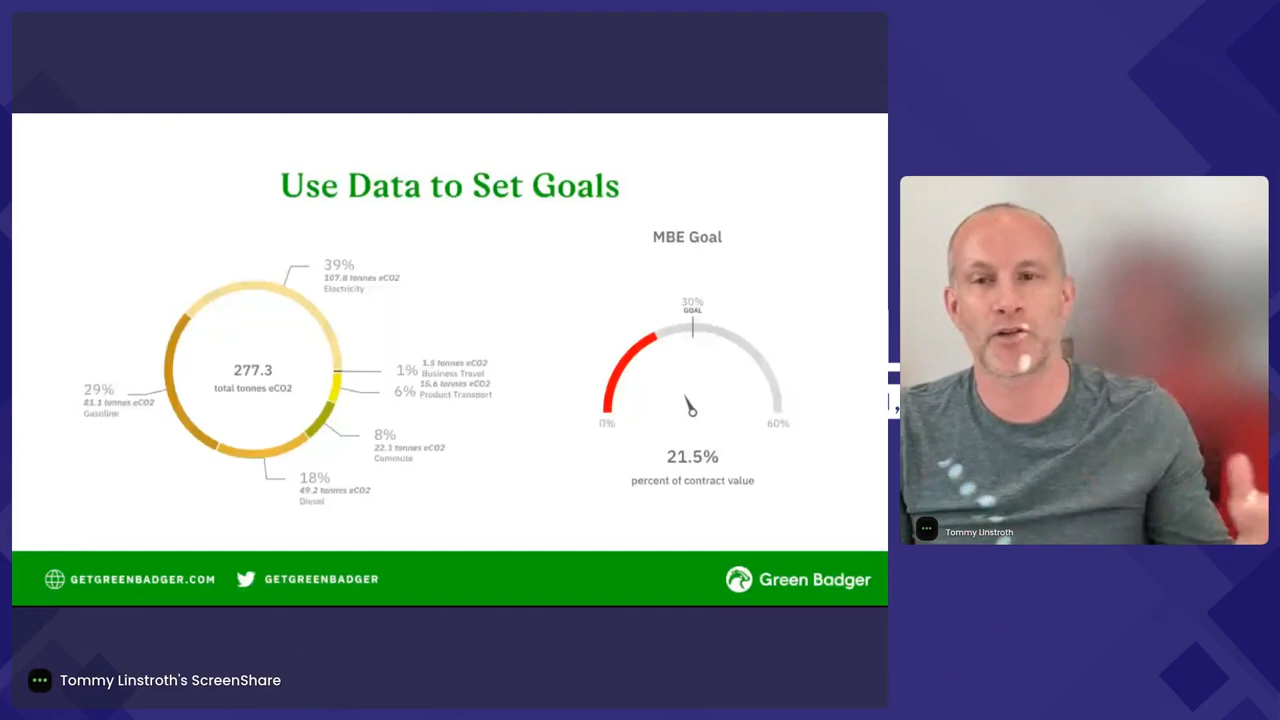 Use Data to Set Goals
39%
107.8 tonnes eCO2
Electricity
277.3
total tonnes eCO2
1%
1.5 tonnes eCO2
Business Travel
6%
15.6 tonnes eCO2
Product Transport
29%
81.1 tonnes eCO2
Gasoline
8%
22.1 tonnes eCO2
Commute
18%
49.2 tonnes eCO2
Diesel
MBE Goal
30%
GOAL
0%
60%
21.5%
percent of contract value
GETGREENBADGER.COM
GETGREENBADGER
Green Badger
Tommy Linstroth
Tommy Linstroth's ScreenShare